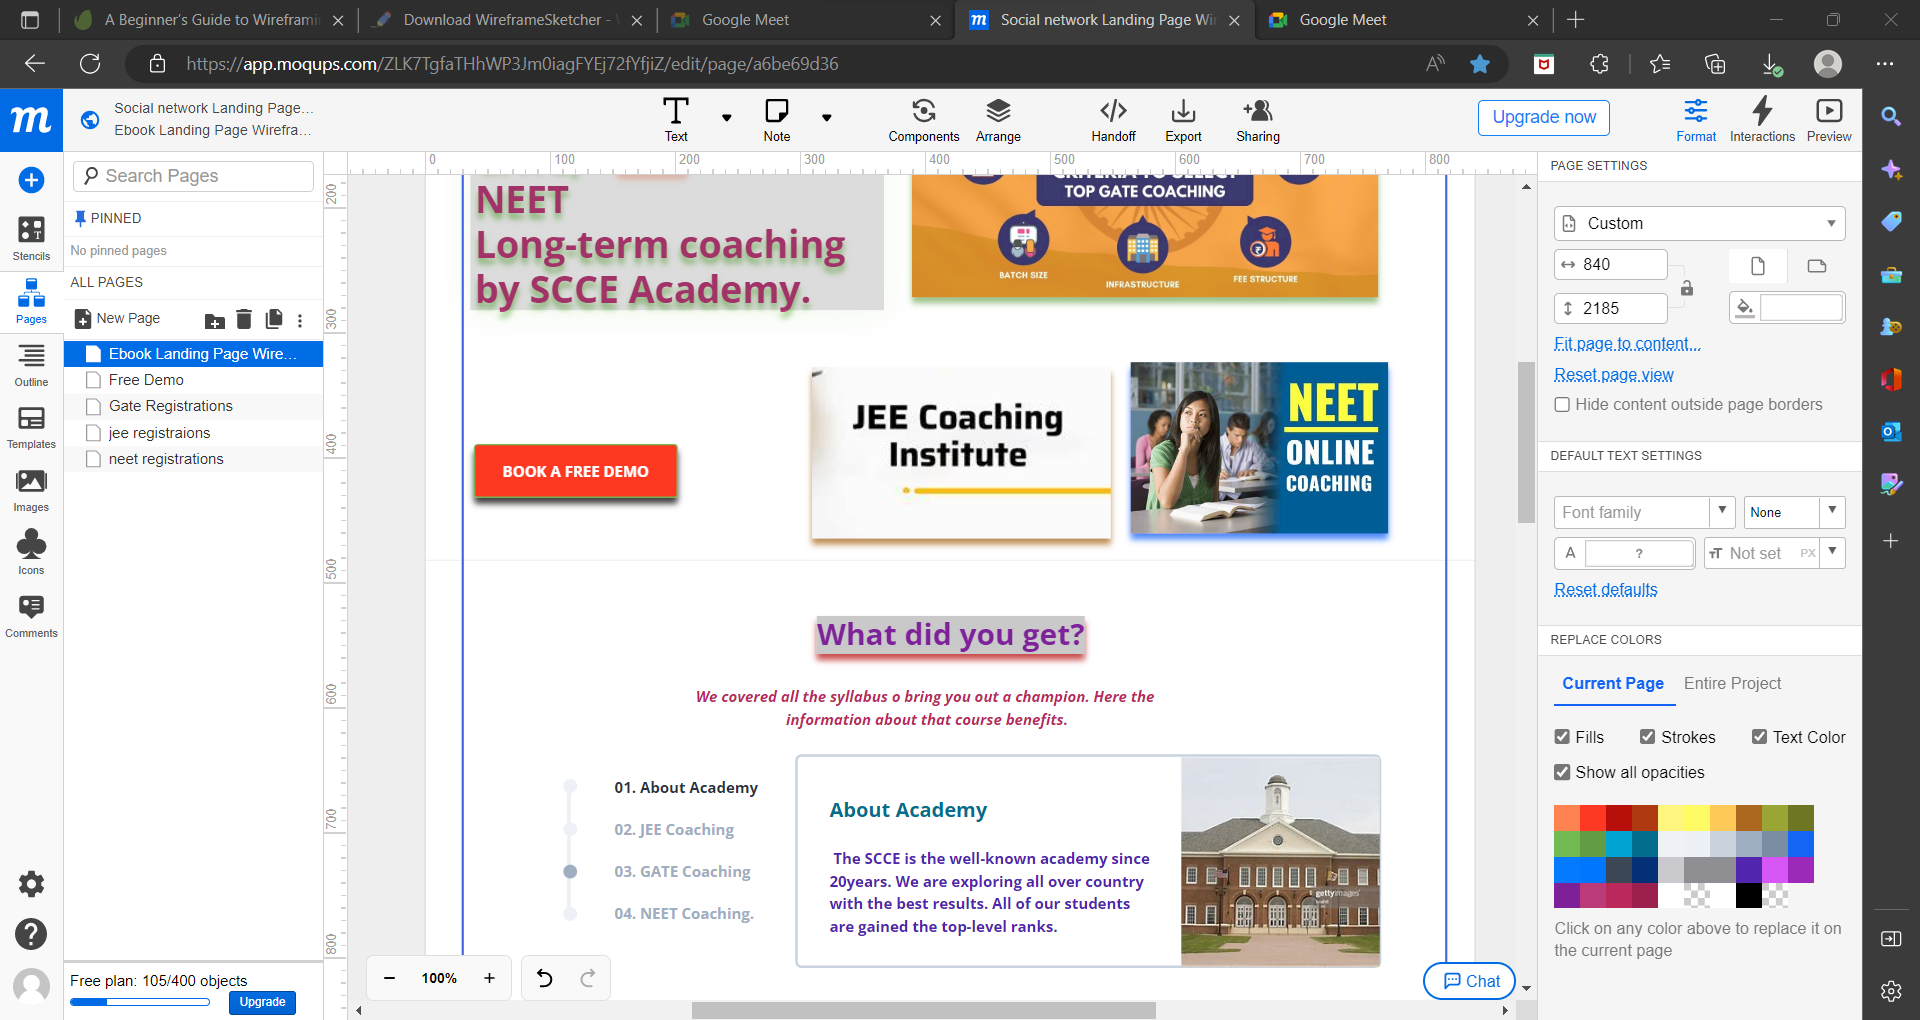 A Beginner's Guide to Wireframi
Download WireframeSketcher -
Google Meet
Social network Landing Page Wi
Google Meet
https://app.moqups.com/ZLK7TgfaTHhWP3Jm0iagFYEj72fYfjiZ/edit/page/a6be69d36
m
Social network Landing Page...
Ebook Landing Page Wirefra...
Text
Note
Components
Arrange
Handoff
Export
Sharing
Upgrade now
Format
Interactions
Preview
Stencils
Pages
Outline
Templates
Images
Icons
Comments
Search Pages
PINNED
No pinned pages
ALL PAGES
New Page
Ebook Landing Page Wire...
Free Demo
Gate Registrations
jee registraions
neet registrations
Free plan: 105/400 objects
Upgrade
0 100 200 300 400 500 600 700 800
200
300
400
500
600
700
800
NEET
Long-term coaching
by SCCE Academy.
CRITERIA TO SELECT
TOP GATE COACHING
BATCH SIZE
INFRASTRUCTURE
FEE STRUCTURE
BOOK A FREE DEMO
JEE Coaching
Institute
NEET
ONLINE
COACHING
What did you get?
We covered all the syllabus o bring you out a champion. Here the
information about that course benefits.
01. About Academy
02. JEE Coaching
03. GATE Coaching
04. NEET Coaching.
About Academy
The SCCE is the well-known academy since
20years. We are exploring all over country
with the best results. All of our students
are gained the top-level ranks.
gettyimages
100%
Chat
PAGE SETTINGS
Custom
840
2185
Fit page to content...
Reset page view
Hide content outside page borders
DEFAULT TEXT SETTINGS
Font family
None
A
?
Not set
PX
Reset defaults
REPLACE COLORS
Current Page
Entire Project
Fills
Strokes
Text Color
Show all opacities
Click on any color above to replace it on
the current page